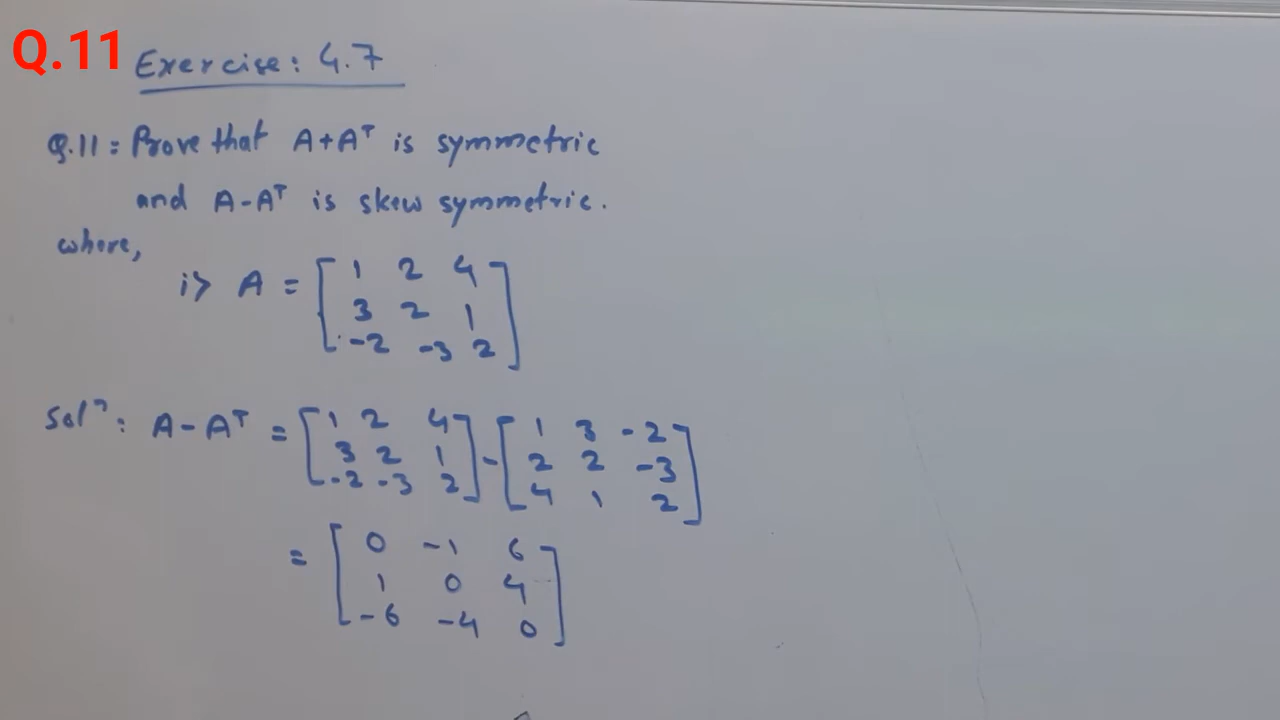 Q.11
Exercise: 4.7
Q.11 : Prove that A+Aᵀ is symmetric
and A-Aᵀ is skew symmetric.
where,
i> A = [ 1 2 4
3 2 1
-2 -3 2 ]
Solⁿ: A - Aᵀ = [ 1 2 4 ] - [ 1 3 -2 ]
[ 3 2 1 ] [ 2 2 -3 ]
[ -2 -3 2 ] [ 4 1 2 ]
= [ 0 -1 6
1 0 4
-6 -4 0 ]